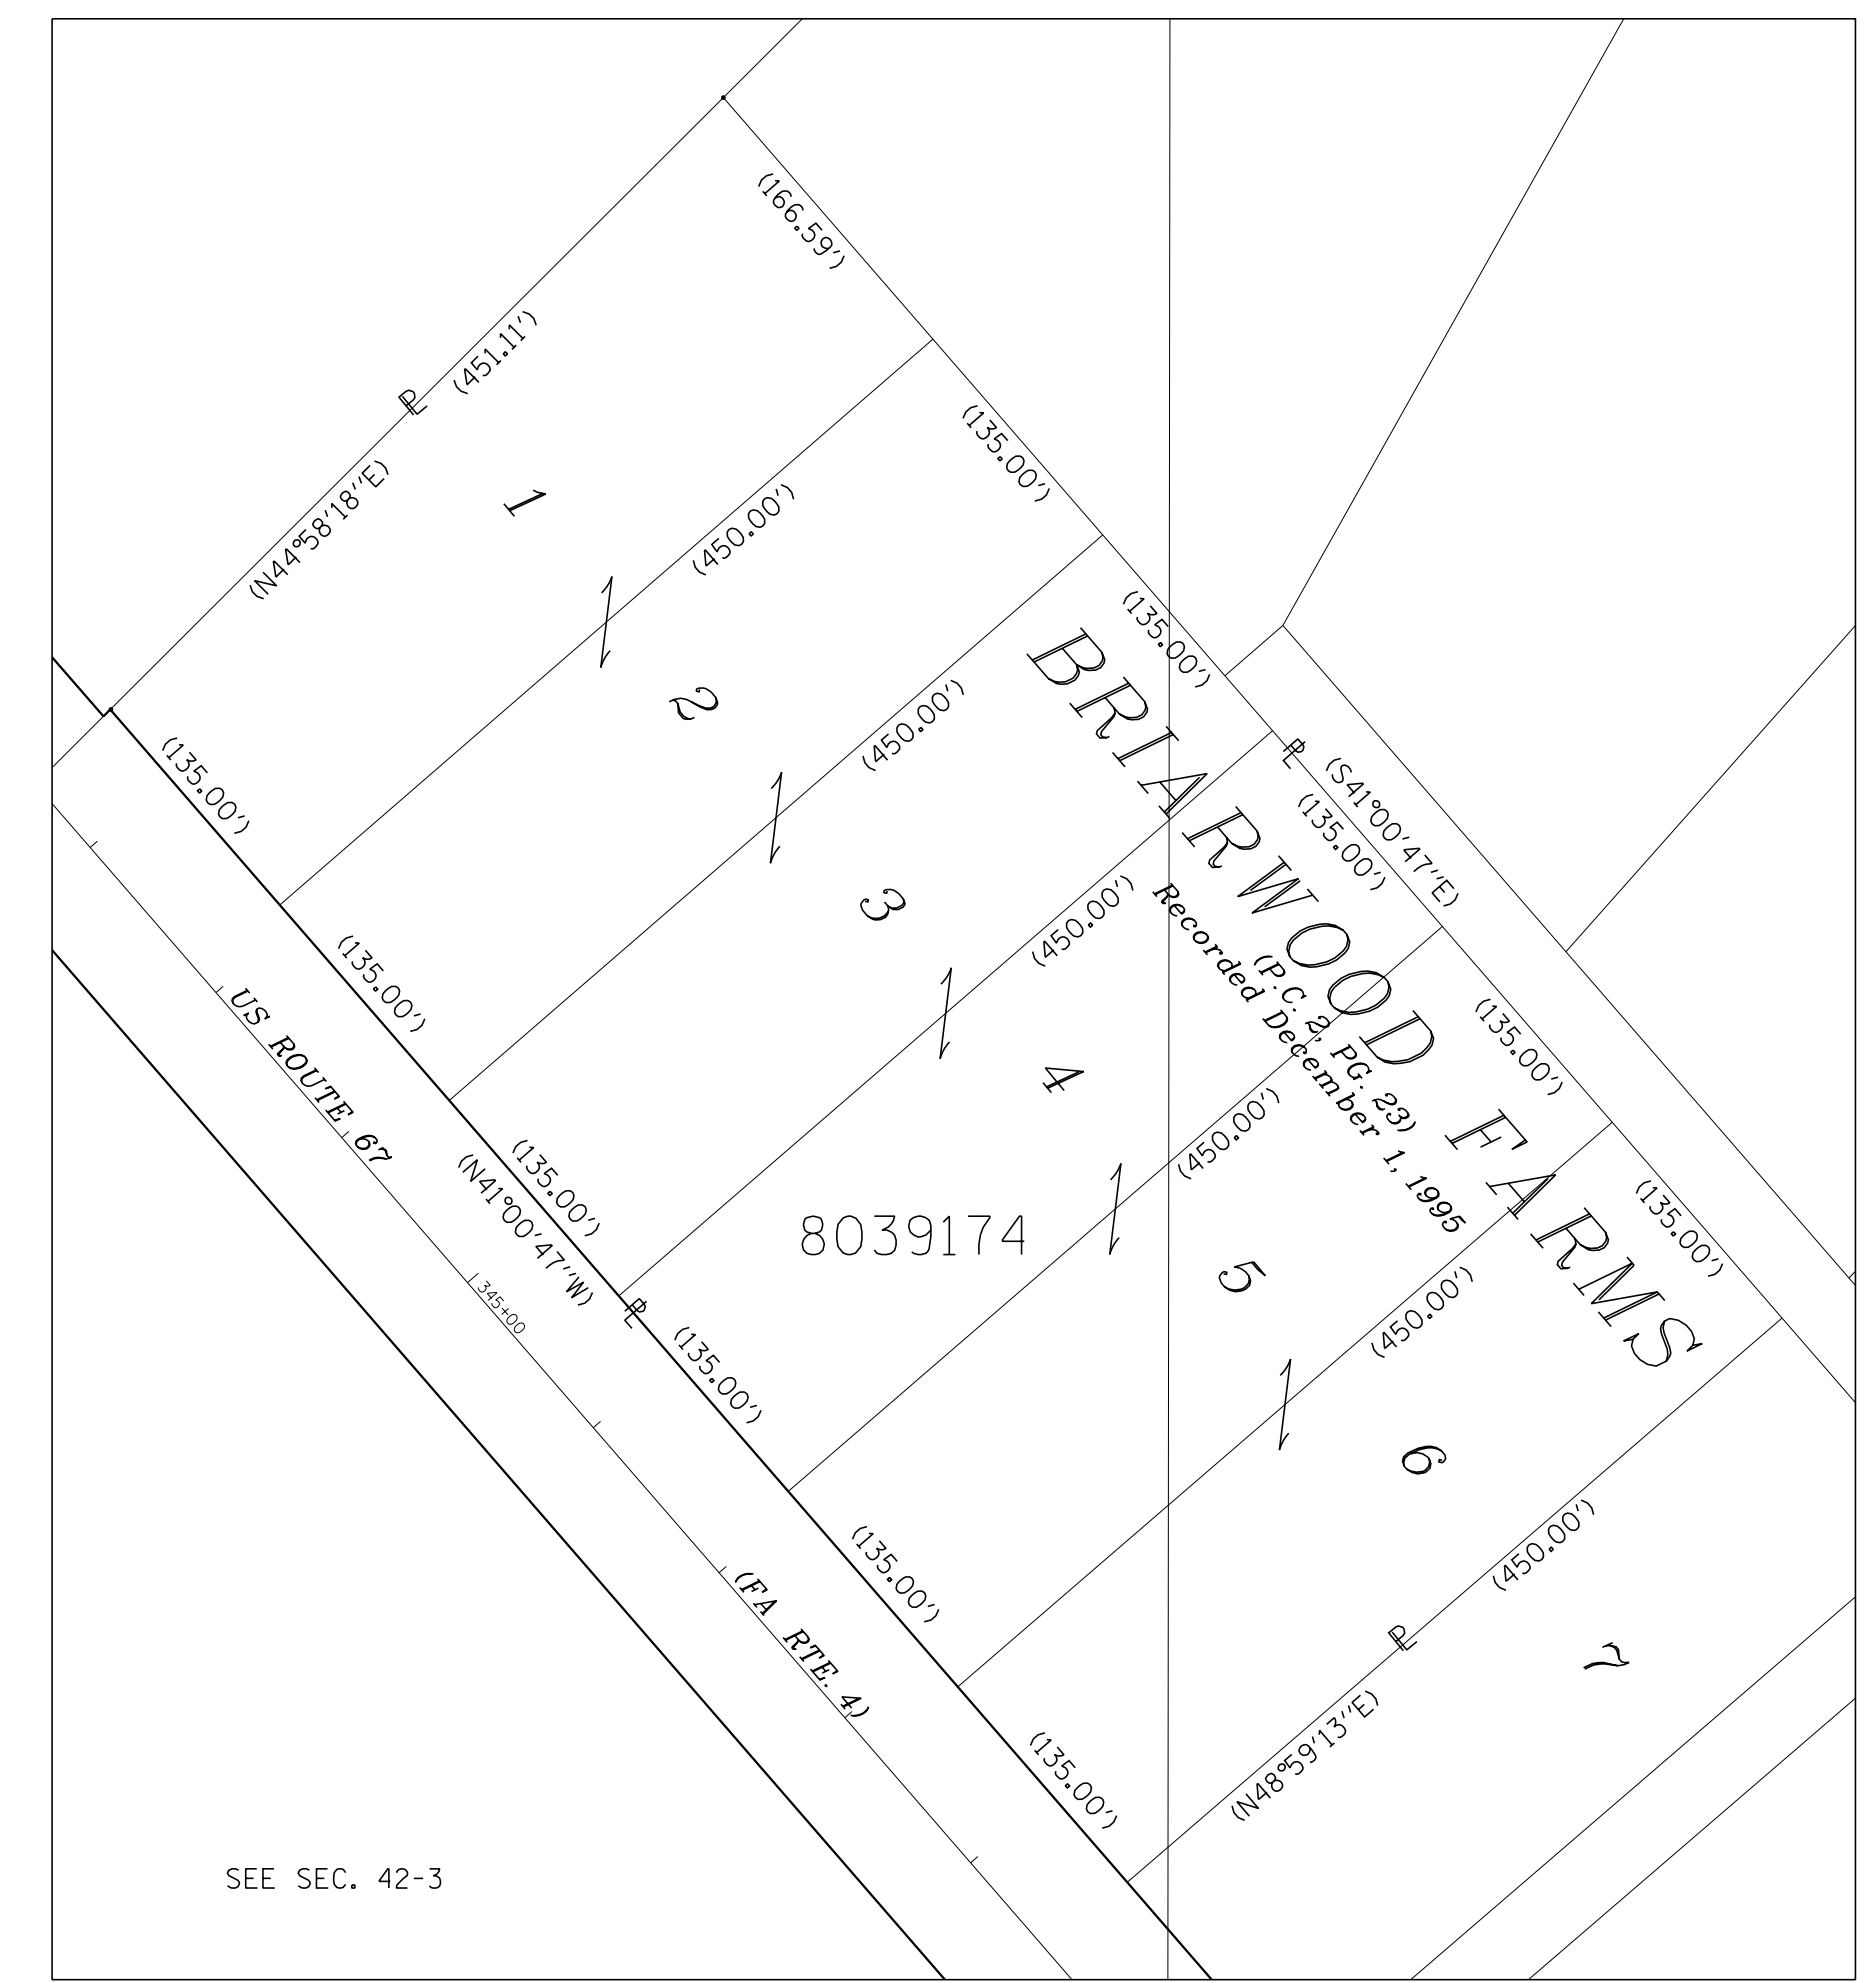 (166.59')
(451.11')
PL
(N44°58'18"E)
1
(135.00')
(450.00')
2
(135.00')
(450.00')
BRIARWOOD FARMS
(P.C. 2, PG. 23)
Recorded December 1, 1995
PL
(S41°00'47"E)
(135.00')
(135.00')
3
(450.00')
(135.00')
(135.00')
US ROUTE 67
4
(450.00')
(135.00')
(N41°00'47"W)
(135.00')
8039174
5
345+00
PL
(450.00')
(135.00')
6
(450.00')
(135.00')
(FA RTE. 4)
PL
7
(N48°59'13"E)
(135.00')
SEE SEC. 42-3